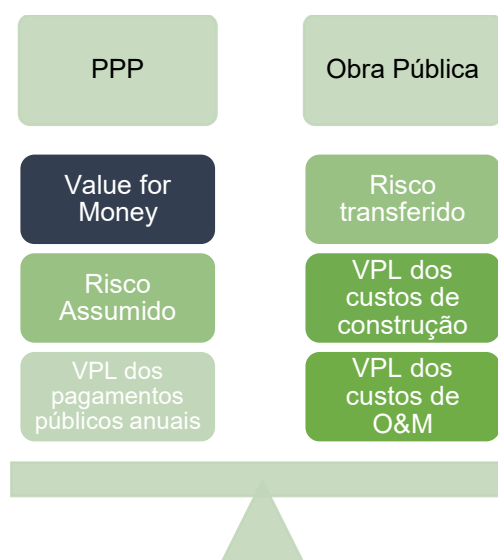 PPP
Value for
Money
Risco
Assumido
VPL dos
pagamentos
públicos anuais
Obra Pública
Risco
transferido
VPL dos
custos de
construção
VPL dos
custos de
O&M